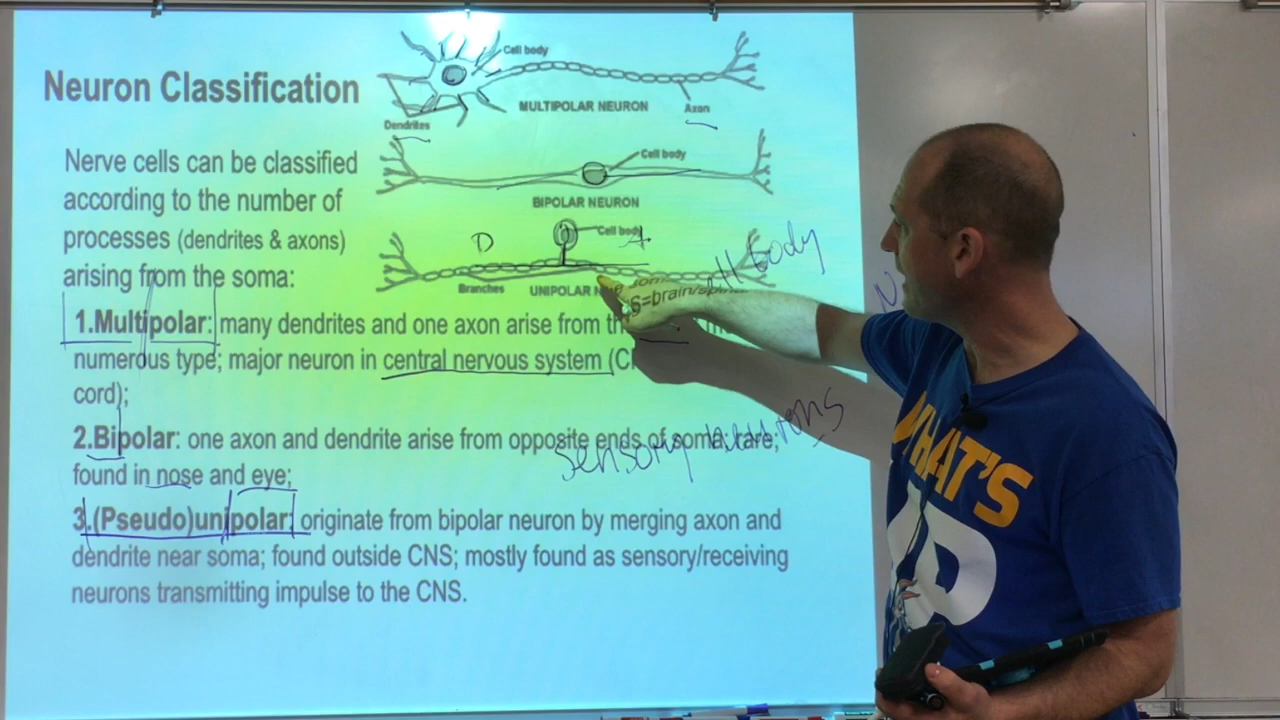 Neuron Classification
Nerve cells can be classified
according to the number of
processes (dendrites & axons)
arising from the soma:
1.Multipolar: many dendrites and one axon arise from
numerous type; major neuron in central nervous system
cord);
2.Bipolar: one axon and dendrite arise from opposite ends of soma; rare;
found in nose and eye;
3.(Pseudo)unipolar: originate from bipolar neuron by merging axon and
dendrite near soma; found outside CNS; mostly found as sensory/receiving
neurons transmitting impulse to the CNS.
Cell body
MULTIPOLAR NEURON
Axon
Dendrites
Cell body
BIPOLAR NEURON
D
Cell body
A
Branches
UNIPOLAR
S=brain/
body
sensory neurons
WHAT'S
UP